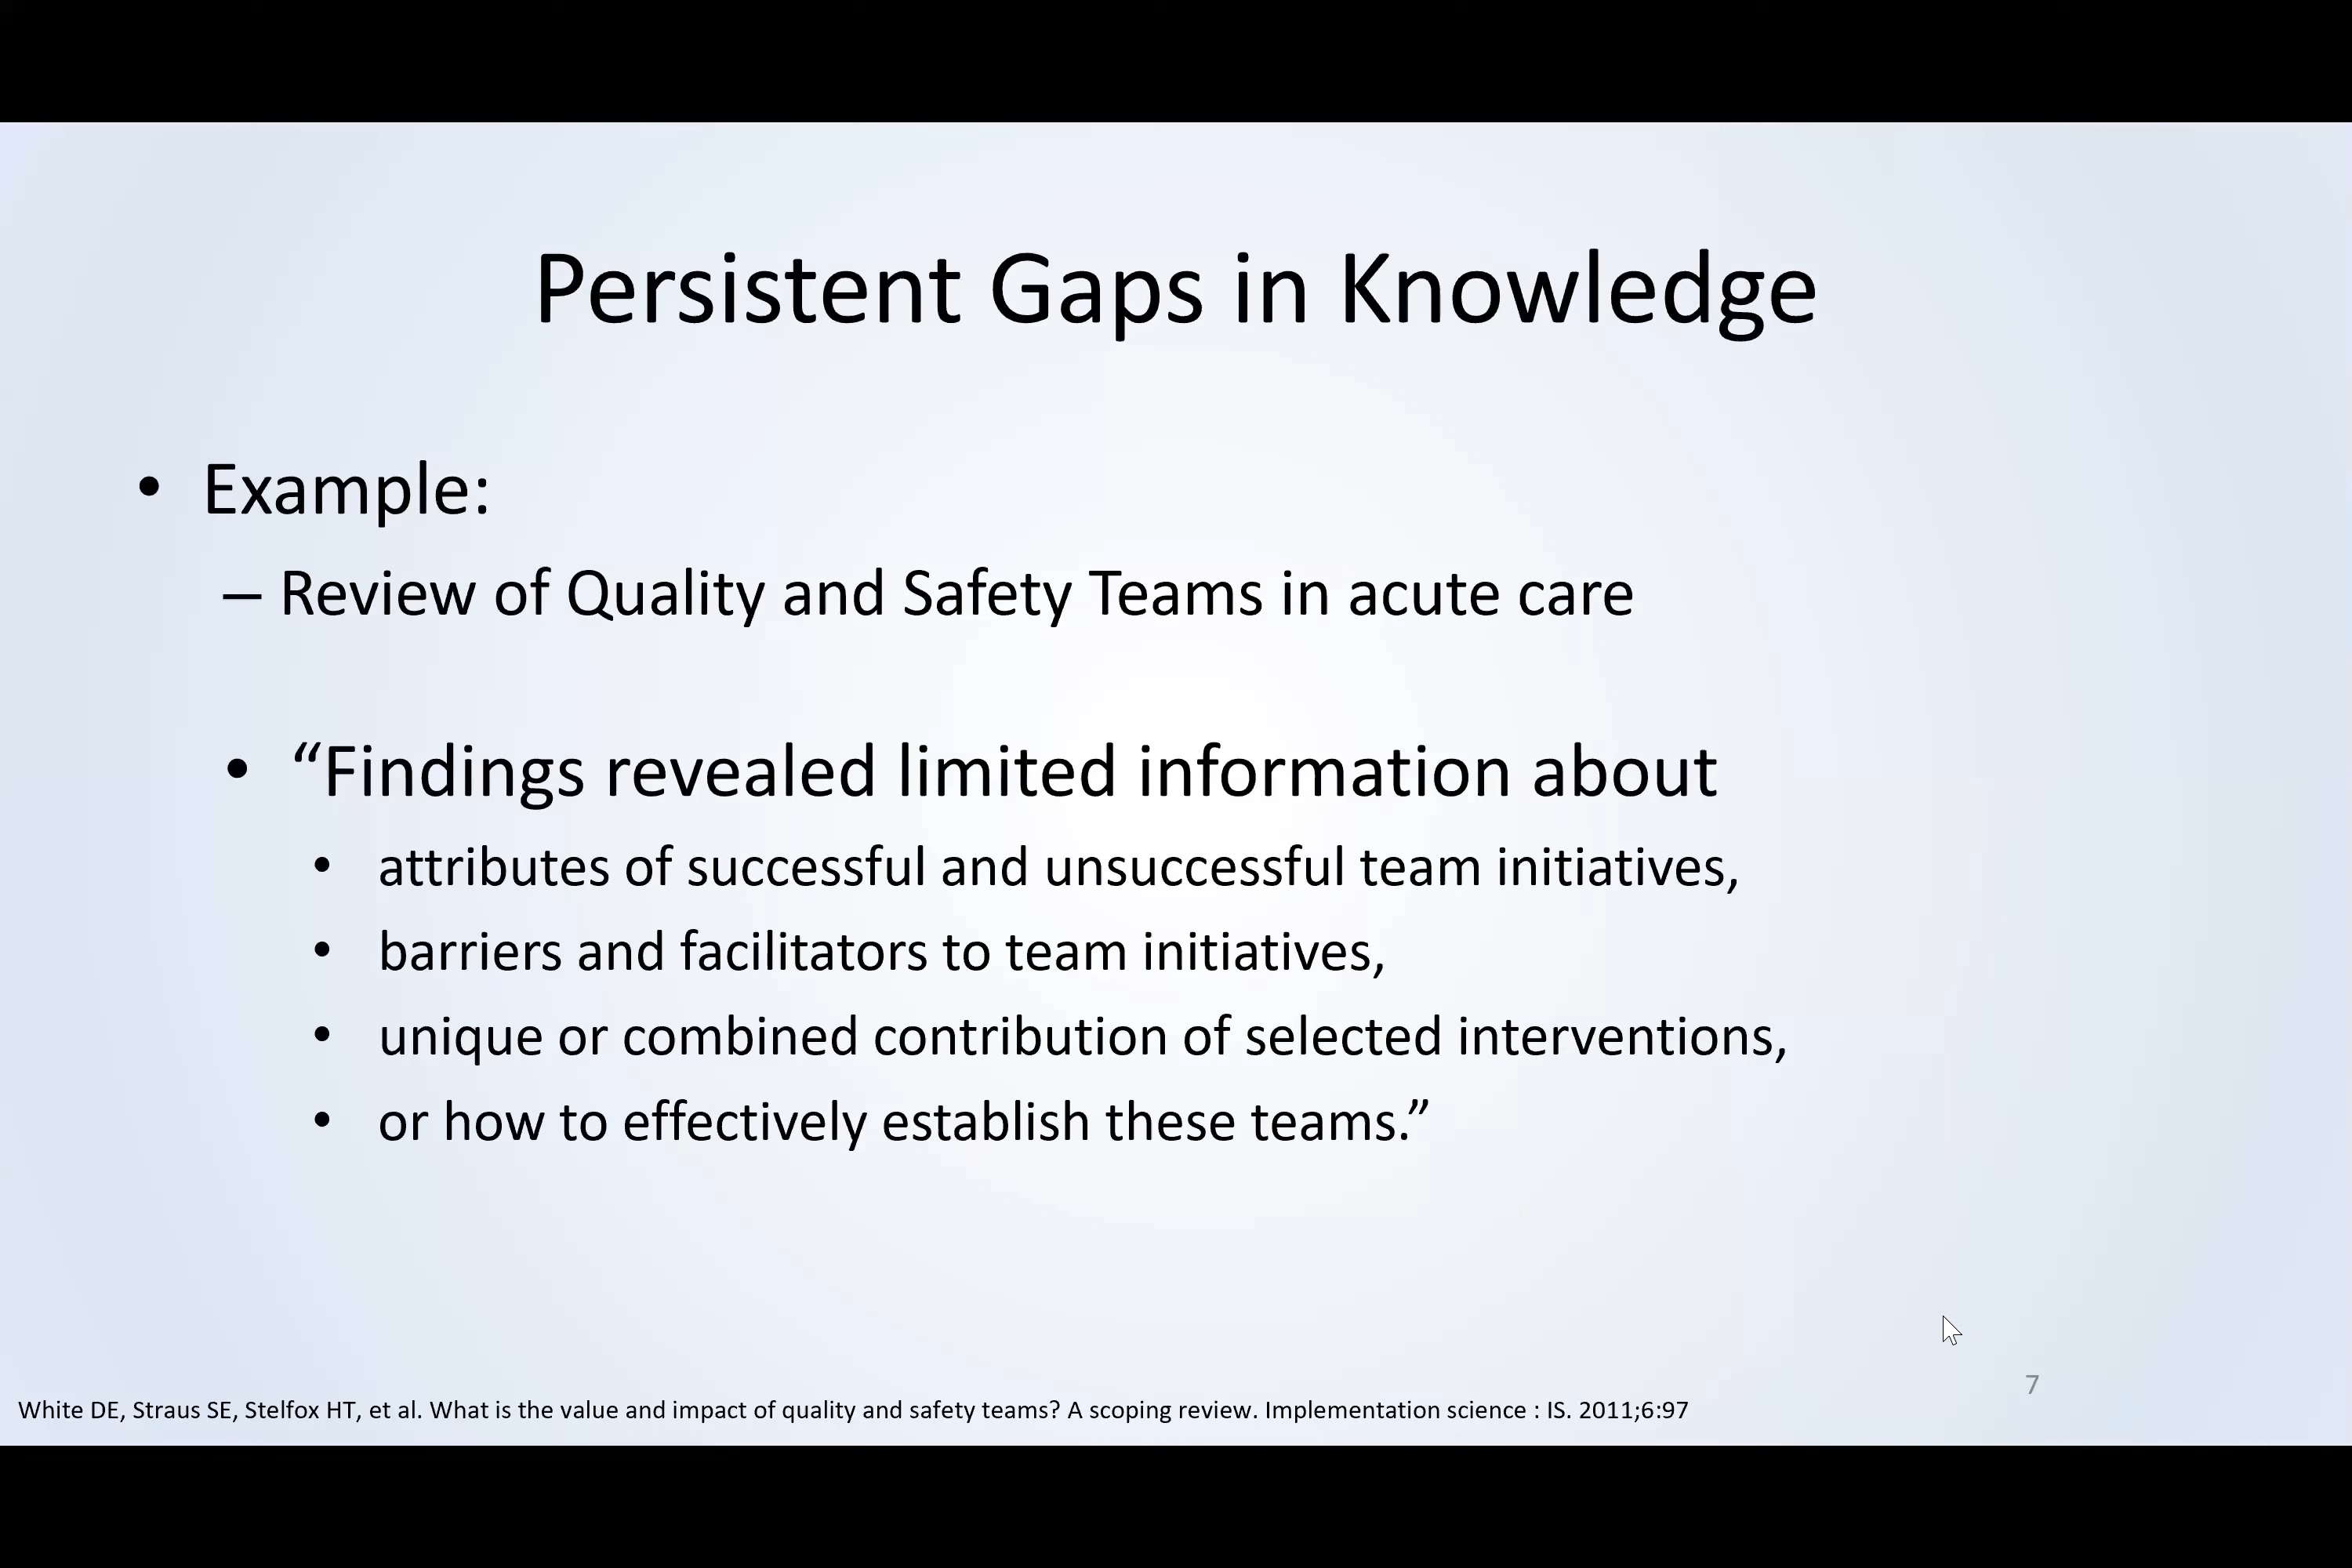 Persistent Gaps in Knowledge
• Example:
– Review of Quality and Safety Teams in acute care
• “Findings revealed limited information about
• attributes of successful and unsuccessful team initiatives,
• barriers and facilitators to team initiatives,
• unique or combined contribution of selected interventions,
• or how to effectively establish these teams.”
7
White DE, Straus SE, Stelfox HT, et al. What is the value and impact of quality and safety teams? A scoping review. Implementation science : IS. 2011;6:97